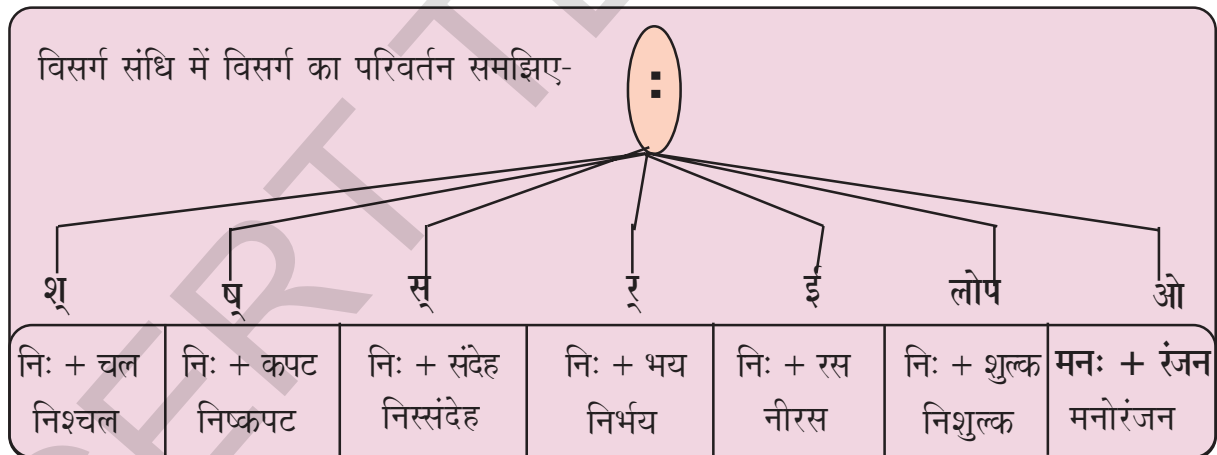 विसर्ग संधि में विसर्ग का परिवर्तन समझिए-
:
श् ष् स् र् ई लोप ओ
निः + चल निः + कपट निः + संदेह निः + भय निः + रस निः + शुल्क मनः + रंजन
निश्चल निष्कपट निस्संदेह निर्भय नीरस निशुल्क मनोरंजन